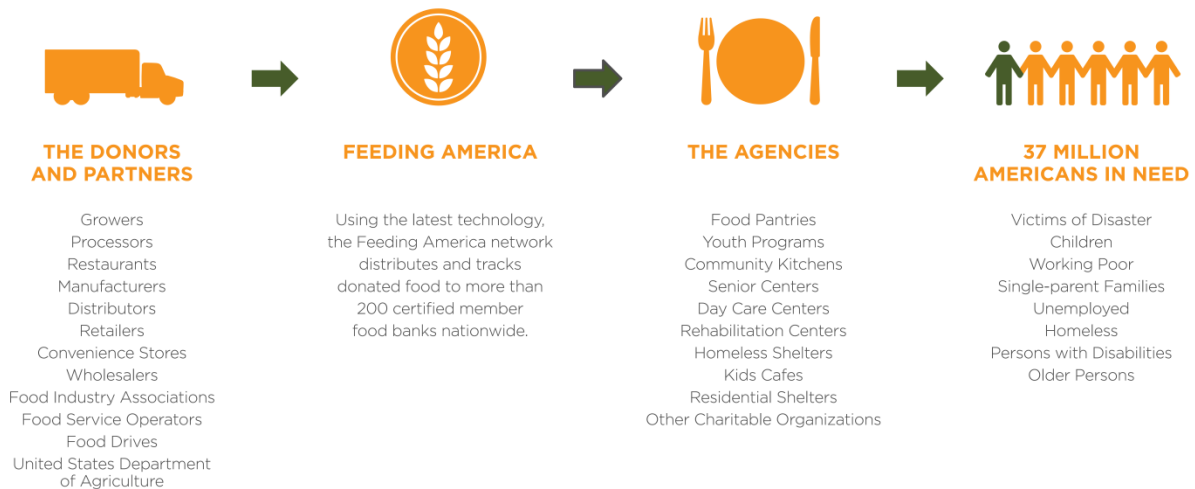 THE DONORS
AND PARTNERS
Growers
Processors
Restaurants
Manufacturers
Distributors
Retailers
Convenience Stores
Wholesalers
Food Industry Associations
Food Service Operators
Food Drives
United States Department
of Agriculture
FEEDING AMERICA
Using the latest technology,
the Feeding America network
distributes and tracks
donated food to more than
200 certified member
food banks nationwide.
THE AGENCIES
Food Pantries
Youth Programs
Community Kitchens
Senior Centers
Day Care Centers
Rehabilitation Centers
Homeless Shelters
Kids Cafes
Residential Shelters
Other Charitable Organizations
37 MILLION
AMERICANS IN NEED
Victims of Disaster
Children
Working Poor
Single-parent Families
Unemployed
Homeless
Persons with Disabilities
Older Persons